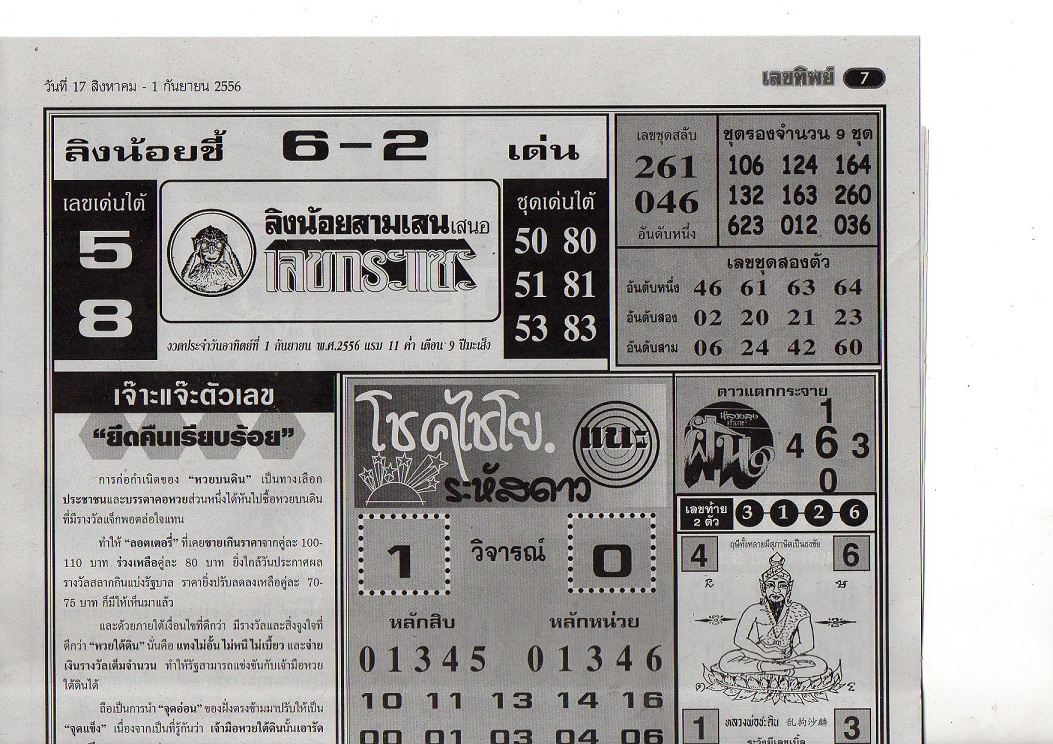 วันที่ 17 สิงหาคม - 1 กันยายน 2556
เลขทิพย์ 7
ลิงน้อยชี้ 6-2 เด่น
เลขเด่นใต้
5
8
ลิงน้อยสามเสนเสนอ
เลขกระแซะ
ชุดเด่นใต้
50 80
51 81
53 83
งวดประจำวันอาทิตย์ที่ 1 กันยายน พ.ศ.2556 แรม 11 ค่ำ เดือน 9 ปีมะเส็ง
เลขชุดสลับ
261
046
อันดับหนึ่ง
ชุดรองจำนวน 9 ชุด
106 124 164
132 163 260
623 012 036
เลขชุดสองตัว
อันดับหนึ่ง 46 61 63 64
อันดับสอง 02 20 21 23
อันดับสาม 06 24 42 60
เจ๊าะแจ๊ะตัวเลข
“ยึดคืนเรียบร้อย”
การก่อกำเนิดของ “หวยบนดิน” เป็นทางเลือก
ประชาชนและบรรดาคอหวยส่วนหนึ่งได้หันไปซื้อหวยบนดิน
ที่มีรางวัลแจ็กพอตล่อใจแทน
ทำให้ “ลอตเตอรี่” ที่เคยขายเกินราคาจากคู่ละ 100-
110 บาท ร่วงเหลือคู่ละ 80 บาท ยิ่งใกล้วันประกาศผล
รางวัลสลากกินแบ่งรัฐบาล ราคายิ่งปรับลดลงเหลือคู่ละ 70-
75 บาท ก็มีให้เห็นมาแล้ว
และด้วยภายใต้เงื่อนไขที่ดีกว่า มีรางวัลและสิ่งจูงใจที่
ดีกว่า “หวยใต้ดิน” นั่นคือ แทงไม่อั้น ไม่หนี ไม่เบี้ยว และจ่าย
เงินรางวัลเต็มจำนวน ทำให้รัฐสามารถแข่งขันกับเจ้ามือหวย
ใต้ดินได้
ถือเป็นการนำ “จุดอ่อน” ของฝั่งตรงข้ามมาปรับให้เป็น
“จุดแข็ง” เนื่องจากเป็นที่รู้กันว่า เจ้ามือหวยใต้ดินนั้นเอารัด
โชคไชโย.
แนะ
ระหัสดาว
1 วิจารณ์ 0
หลักสิบ หลักหน่วย
01345 01346
10 11 13 14 16
00 01 03 04 06
ดาวแตกกระจาย
ฝัน
1
4 6 3
0
เลขท้าย
2 ตัว
3-1-2-6
ฤษีทั้งหลายมีสุภาษิตเป็นธงชัย
4 6
1 3